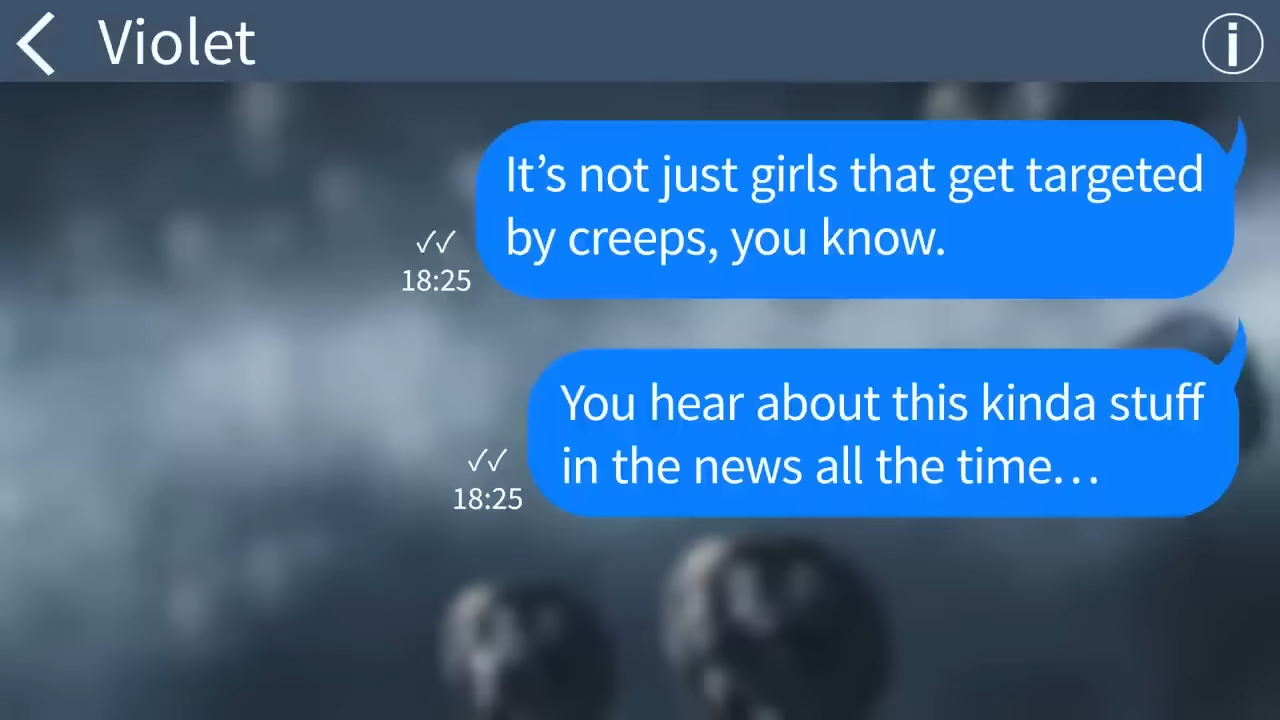 Violet
It’s not just girls that get targeted
by creeps, you know.
✓✓
18:25
You hear about this kinda stuff
in the news all the time…
✓✓
18:25